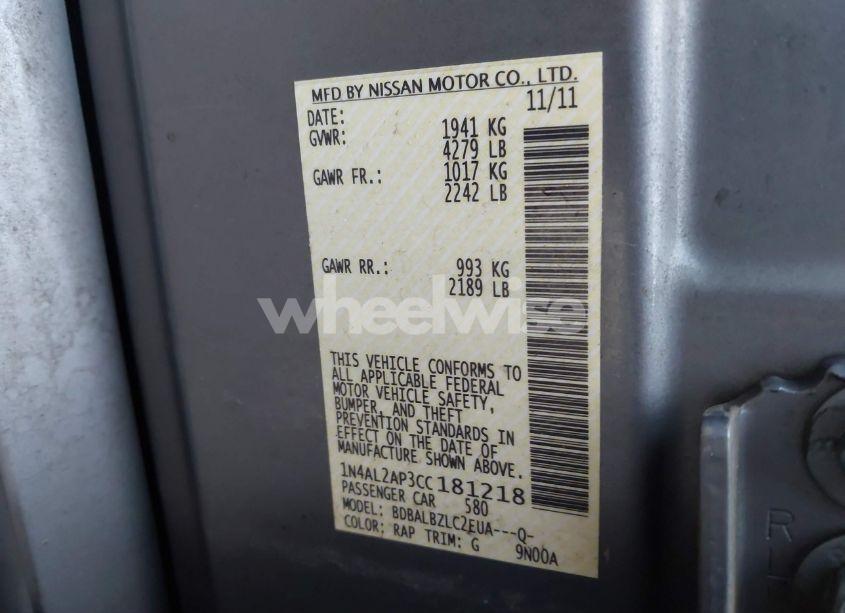 MFD BY NISSAN MOTOR CO., LTD.
DATE: 11/11
GVWR: 1941 KG
4279 LB
GAWR FR.: 1017 KG
2242 LB
GAWR RR.: 993 KG
2189 LB
wheelwise
THIS VEHICLE CONFORMS TO
ALL APPLICABLE FEDERAL
MOTOR VEHICLE SAFETY,
BUMPER, AND THEFT
PREVENTION STANDARDS IN
EFFECT ON THE DATE OF
MANUFACTURE SHOWN ABOVE.
1N4AL2AP3CC181218
PASSENGER CAR 580
MODEL: BDBALBZLC2EUA---Q-
COLOR: RAP TRIM: G 9N00A